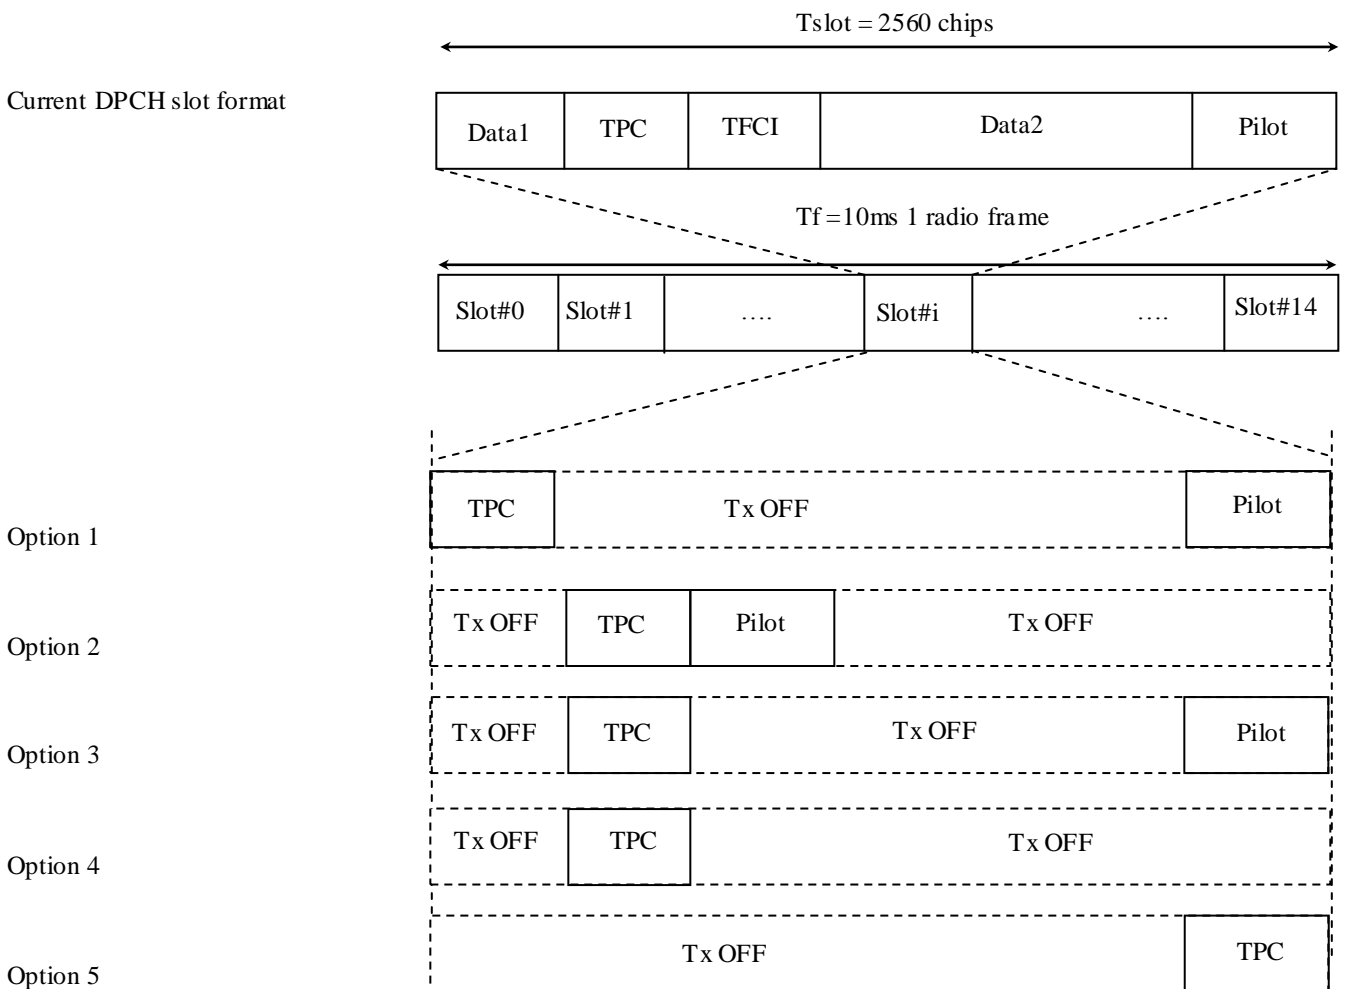 Tslot = 2560 chips
Current DPCH slot format
Data1 TPC TFCI Data2 Pilot
Tf =10ms 1 radio frame
Slot#0 Slot#1 .... Slot#i .... Slot#14
TPC Tx OFF Pilot
Option 1
Tx OFF TPC Pilot Tx OFF
Option 2
Tx OFF TPC Tx OFF Pilot
Option 3
Tx OFF TPC Tx OFF
Option 4
Tx OFF TPC
Option 5